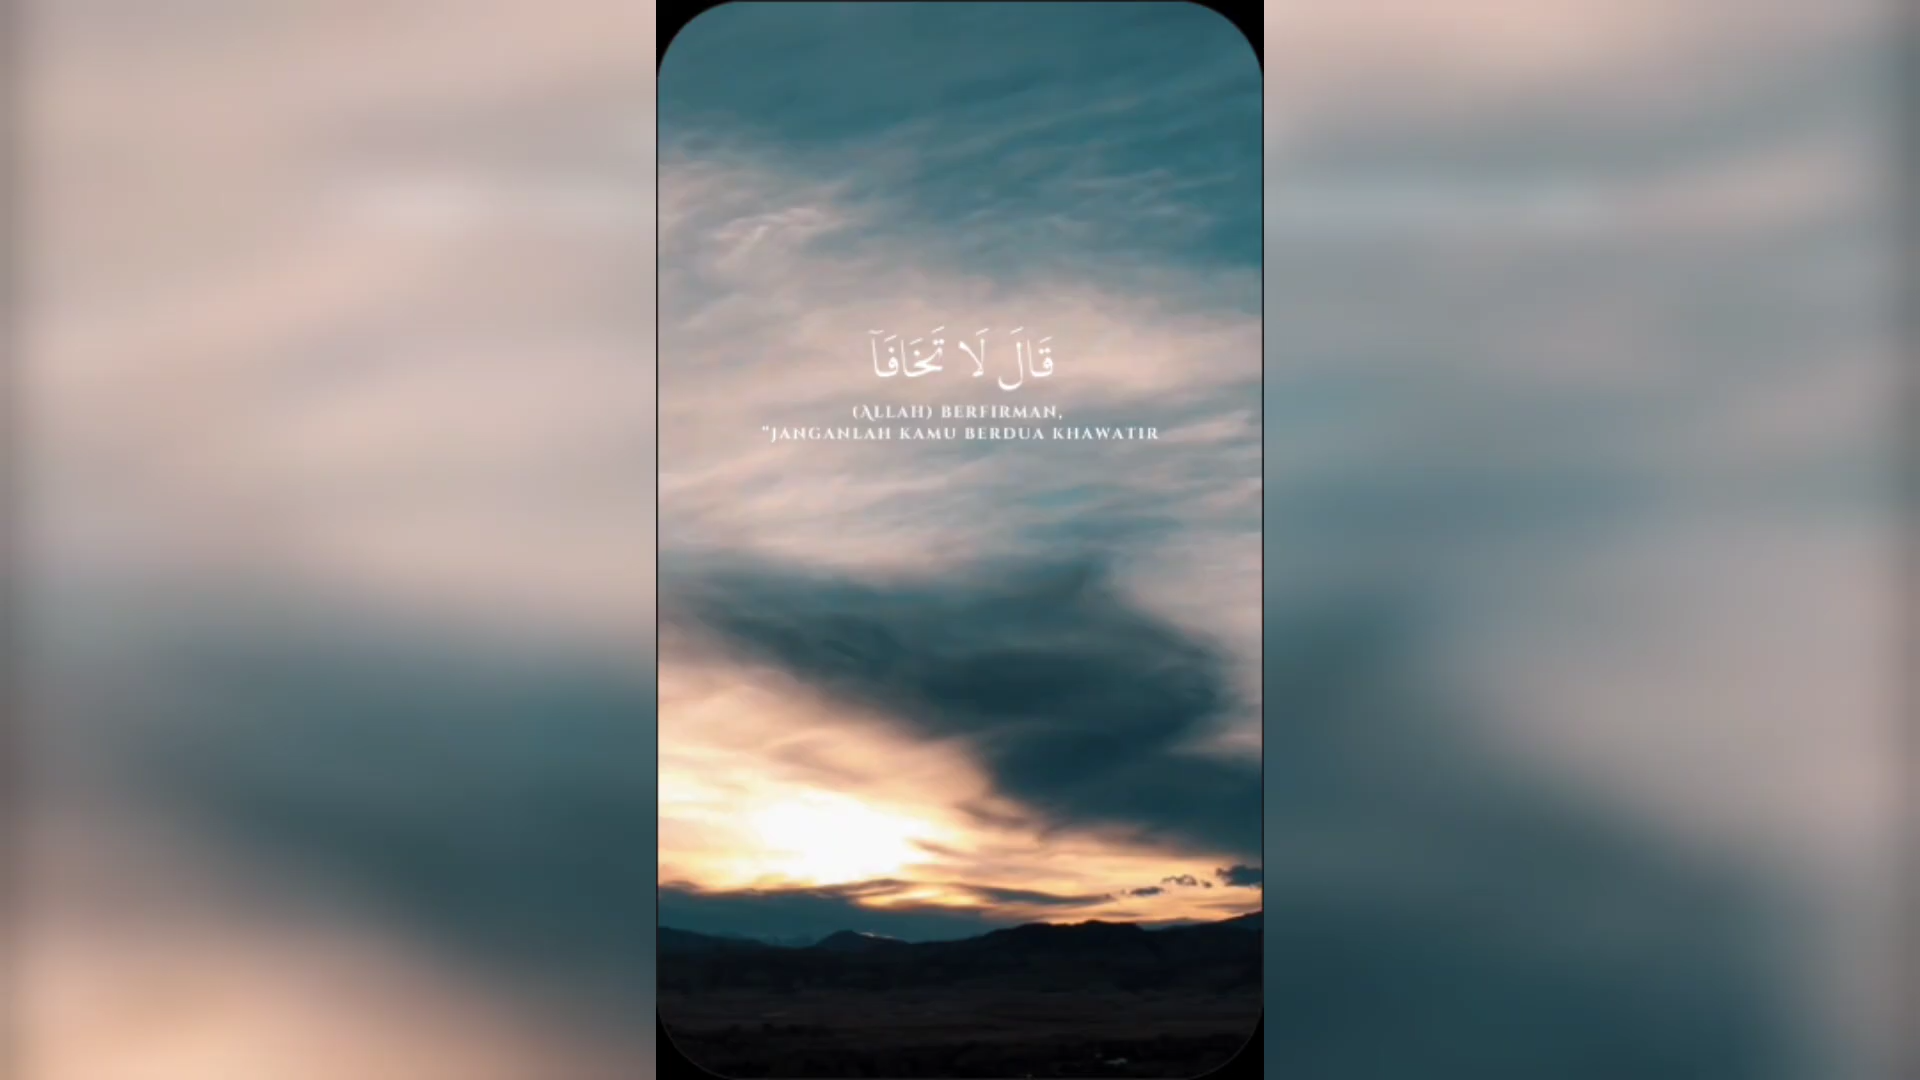 قَالَ لَا تَخَافَآ
(Allah) berfirman,
"janganlah kamu berdua khawatir